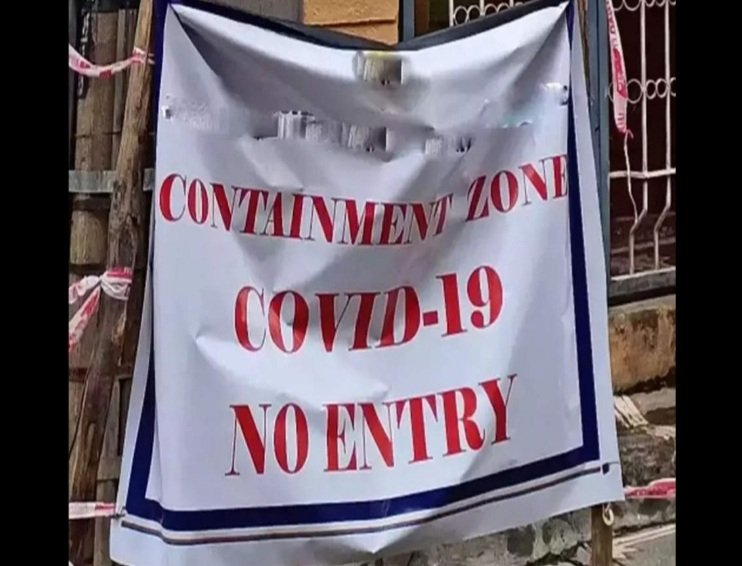 CONTAINMENT ZONE
COVID-19
NO ENTRY